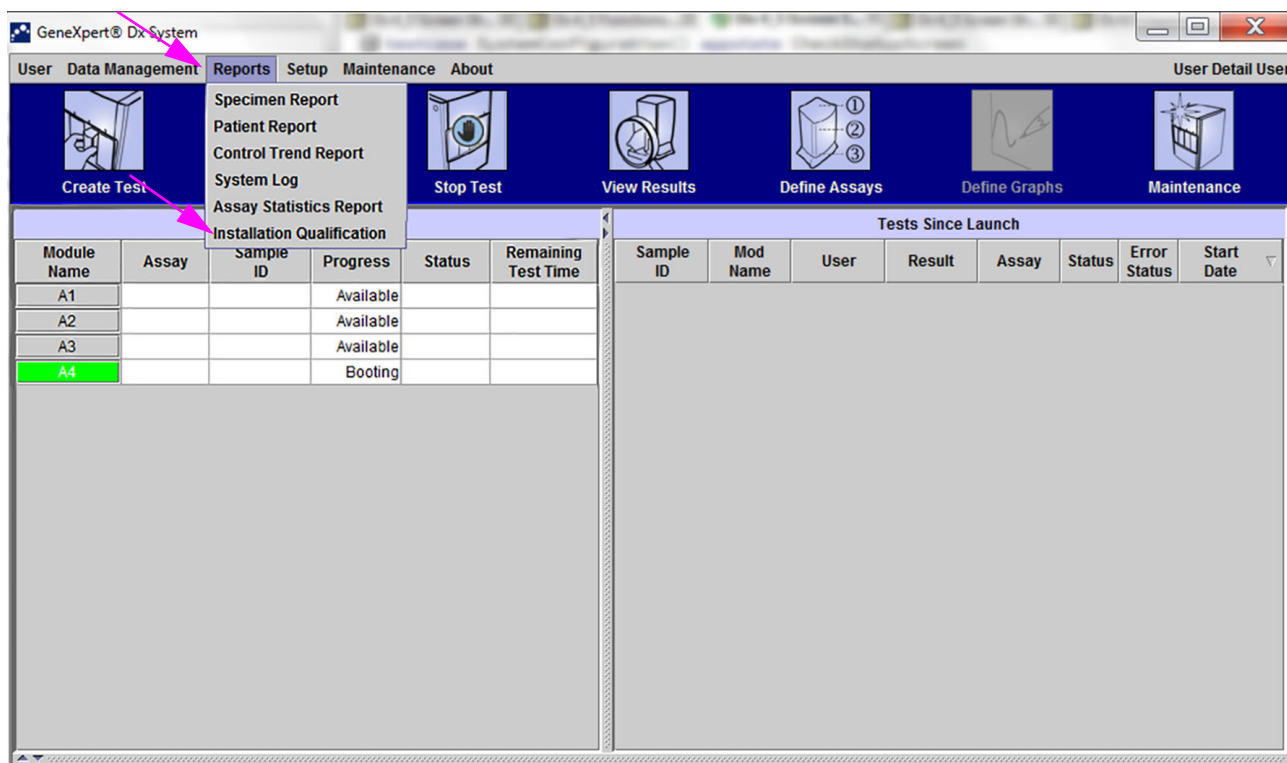 GeneXpert® Dx System
User Data Management Reports Setup Maintenance About User Detail User
Specimen Report
Patient Report
Control Trend Report
System Log
Assay Statistics Report
Installation Qualification
Create Test
Stop Test
View Results
①
②
③
Define Assays
Define Graphs
Maintenance
Module Name
Assay
Sample ID
Progress
Status
Remaining Test Time
A1 Available
A2 Available
A3 Available
A4 Booting
Tests Since Launch
Sample ID
Mod Name
User
Result
Assay
Status
Error Status
Start Date